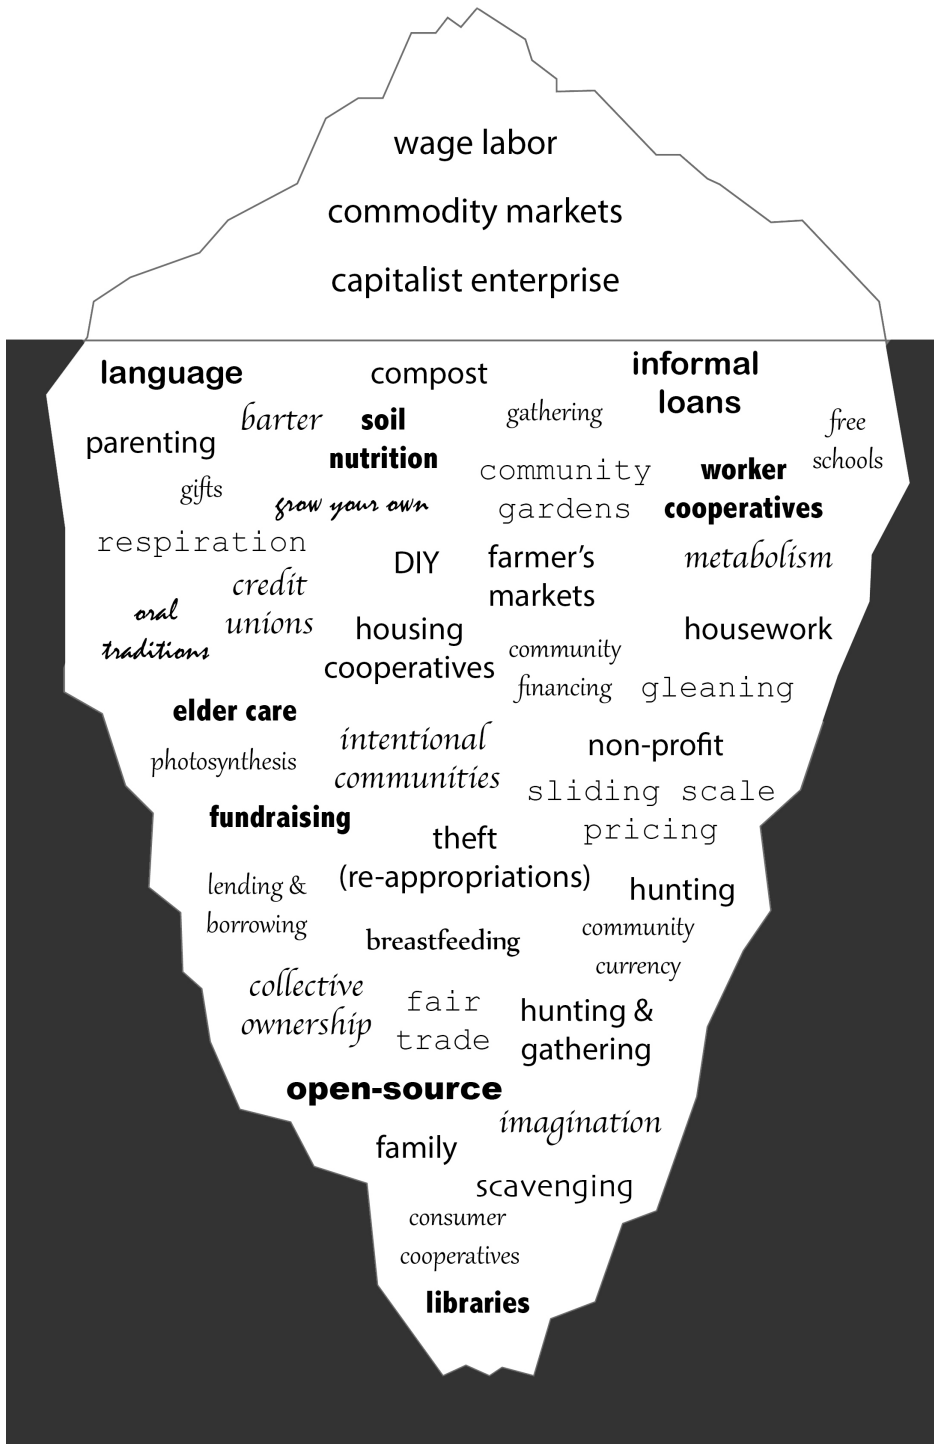 wage labor
commodity markets
capitalist enterprise
language
compost
informal
loans
barter
soil
nutrition
gathering
free
schools
parenting
gifts
grow your own
community
gardens
worker
cooperatives
respiration
credit
unions
DIY
farmer's
markets
metabolism
oral
traditions
housing
cooperatives
community
financing
housework
gleaning
elder care
photosynthesis
intentional
communities
non-profit
sliding scale
pricing
fundraising
theft
(re-appropriations)
lending &
borrowing
hunting
breastfeeding
community
currency
collective
ownership
fair
trade
hunting &
gathering
open-source
imagination
family
scavenging
consumer
cooperatives
libraries